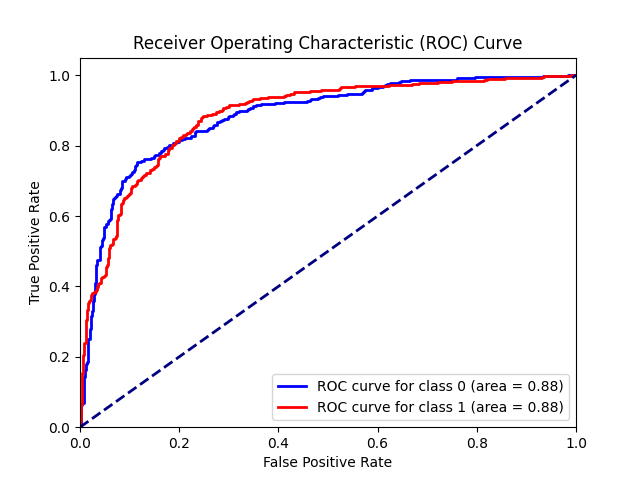 Receiver Operating Characteristic (ROC) Curve
1.0
0.8
0.6
0.4
0.2
0.0
True Positive Rate
ROC curve for class 0 (area = 0.88)
ROC curve for class 1 (area = 0.88)
0.0 0.2 0.4 0.6 0.8 1.0
False Positive Rate